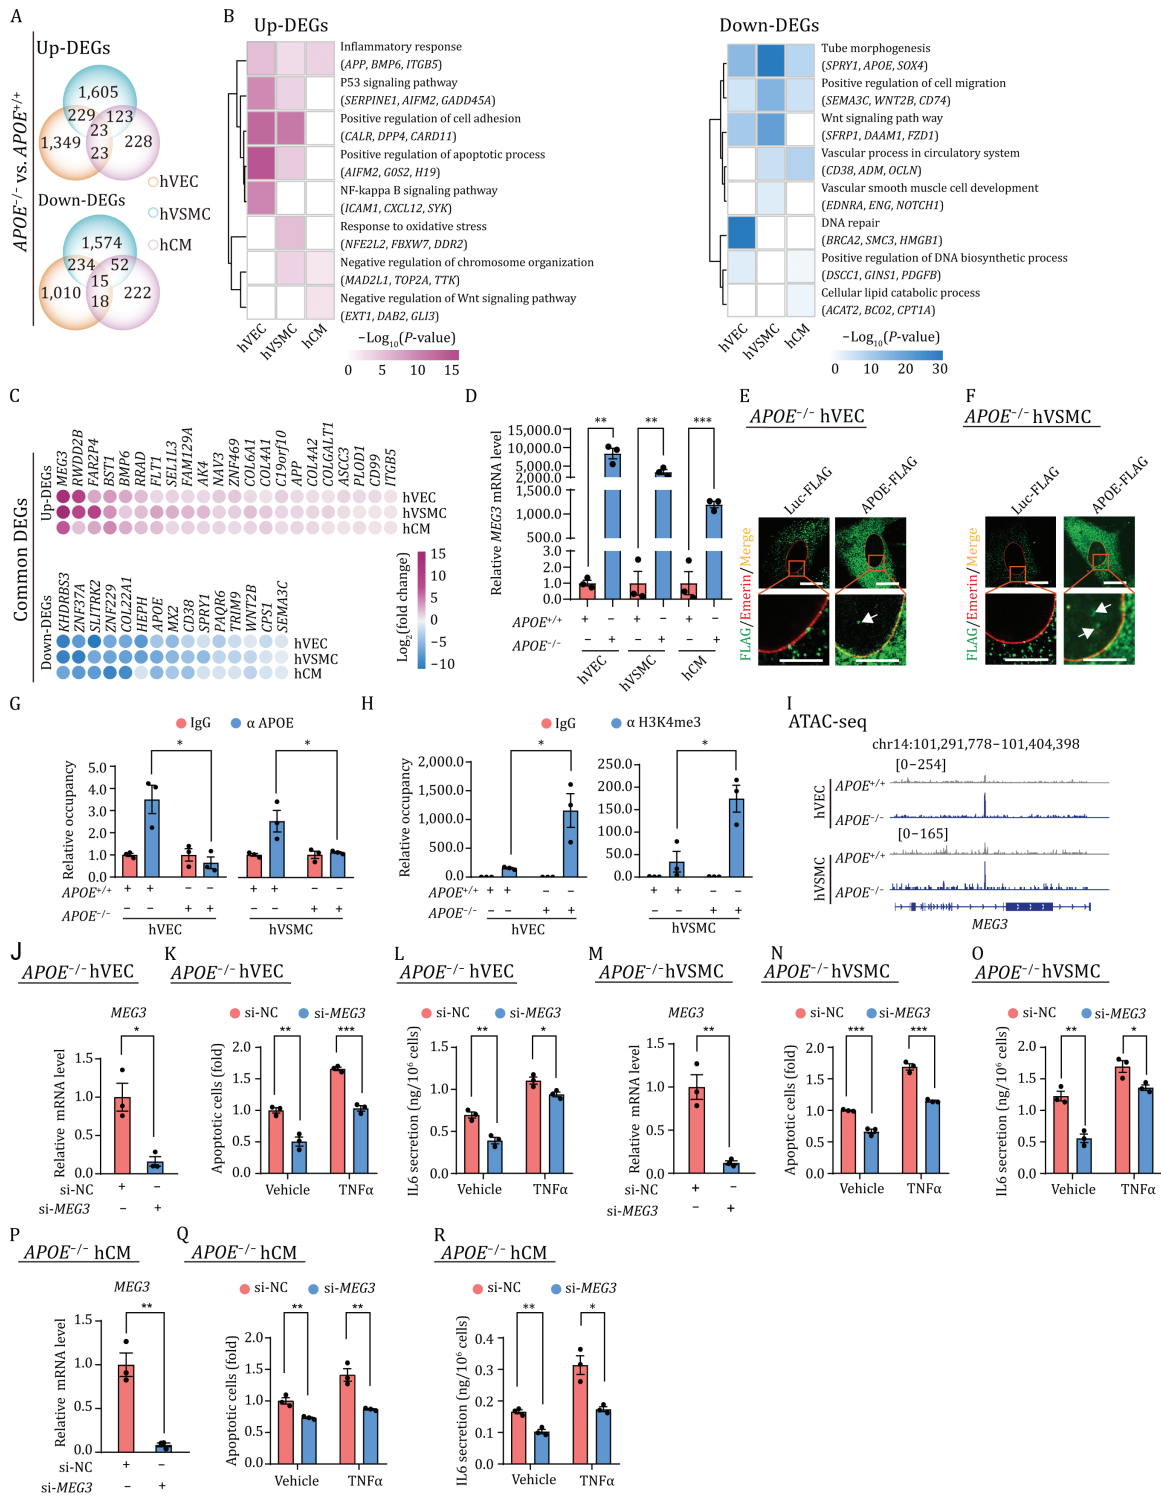 A
APOE−/− vs. APOE+/+
Up-DEGs
1,605
229
123
23
1,349
228
23
hVEC
Down-DEGs
hVSMC
1,574
hCM
234
52
15
1,010
222
18
B
Up-DEGs
Inflammatory response
(APP, BMP6, ITGB5)
P53 signaling pathway
(SERPINE1, AIFM2, GADD45A)
Positive regulation of cell adhesion
(CALR, DPP4, CARD11)
Positive regulation of apoptotic process
(AIFM2, G0S2, H19)
NF-kappa B signaling pathway
(ICAM1, CXCL12, SYK)
Response to oxidative stress
(NFE2L2, FBXW7, DDR2)
Negative regulation of chromosome organization
(MAD2L1, TOP2A, TTK)
Negative regulation of Wnt signaling pathway
(EXT1, DAB2, GLI3)
hVEC
hVSMC
hCM
−Log10(P-value)
0 5 10 15
Down-DEGs
Tube morphogenesis
(SPRY1, APOE, SOX4)
Positive regulation of cell migration
(SEMA3C, WNT2B, CD74)
Wnt signaling path way
(SFRP1, DAAM1, FZD1)
Vascular process in circulatory system
(CD38, ADM, OCLN)
Vascular smooth muscle cell development
(EDNRA, ENG, NOTCH1)
DNA repair
(BRCA2, SMC3, HMGB1)
Positive regulation of DNA biosynthetic process
(DSCC1, GINS1, PDGFB)
Cellular lipid catabolic process
(ACAT2, BCO2, CPT1A)
hVEC
hVSMC
hCM
−Log10(P-value)
0 10 20 30
C
Common DEGs
Up-DEGs
MEG3
RWDD2B
FAR2P4
BST1
BMP6
RRAD
FLT1
SEL1L3
FAM129A
AK4
NAV3
ZNF469
COL6A1
COL4A1
C19orf10
APP
COL4A2
COLGALT1
ASCC3
PLOD1
CD99
ITGB5
hVEC
hVSMC
hCM
Down-DEGs
KHDRBS3
ZNF37A
SLITRK2
ZNF229
COL22A1
HEPH
APOE
MX2
CD38
SPRY1
PAQR6
TRIM9
WNT2B
CPS1
SEMA3C
hVEC
hVSMC
hCM
Log2(fold change)
15
10
5
0
−5
−10
D
Relative MEG3 mRNA level
** ** ***
15,000.0
10,000.0
5,000.0
2,000.0
1,500.0
1,000.0
500.0
3.0
2.0
1.0
0.0
APOE+/+ + − + − + −
APOE−/− − + − + − +
hVEC hVSMC hCM
E
APOE−/− hVEC
Luc-FLAG
APOE-FLAG
FLAG/Emerin/Merge
F
APOE−/− hVSMC
Luc-FLAG
APOE-FLAG
FLAG/Emerin/Merge
G
IgG α APOE
* *
Relative occupancy
5.0
4.0
3.0
2.0
1.0
0.0
APOE+/+ + + − − + + − −
APOE−/− − − + + − − + +
hVEC hVSMC
H
IgG α H3K4me3
* *
Relative occupancy
2,000.0
1,500.0
1,000.0
500.0
0.0
APOE+/+ + + − −
APOE−/− − − + +
hVEC
Relative occupancy
250.0
200.0
150.0
100.0
50.0
0.0
+ + − −
− − + +
hVSMC
I
ATAC-seq
chr14:101,291,778−101,404,398
[0−254]
hVEC
APOE+/+
APOE−/−
[0−165]
hVSMC
APOE+/+
APOE−/−
MEG3
J
APOE−/− hVEC
MEG3
*
Relative mRNA level
1.5
1.0
0.5
0.0
si-NC + −
si-MEG3 − +
K
APOE−/− hVEC
si-NC si-MEG3
** ***
Apoptotic cells (fold)
2.0
1.5
1.0
0.5
0.0
Vehicle TNFα
L
APOE−/− hVEC
si-NC si-MEG3
** *
IL6 secretion (ng/10⁶ cells)
1.5
1.0
0.5
0.0
Vehicle TNFα
M
APOE−/− hVSMC
MEG3
**
Relative mRNA level
1.5
1.0
0.5
0.0
si-NC + −
si-MEG3 − +
N
APOE−/− hVSMC
si-NC si-MEG3
*** ***
Apoptotic cells (fold)
2.0
1.5
1.0
0.5
0.0
Vehicle TNFα
O
APOE−/− hVSMC
si-NC si-MEG3
** *
IL6 secretion (ng/10⁶ cells)
2.0
1.5
1.0
0.5
0.0
Vehicle TNFα
P
APOE−/− hCM
MEG3
**
Relative mRNA level
1.5
1.0
0.5
0.0
si-NC + −
si-MEG3 − +
Q
APOE−/− hCM
si-NC si-MEG3
** **
Apoptotic cells (fold)
2.0
1.5
1.0
0.5
0.0
Vehicle TNFα
R
APOE−/− hCM
si-NC si-MEG3
** *
IL6 secretion (ng/10⁶ cells)
0.4
0.3
0.2
0.1
0.0
Vehicle TNFα